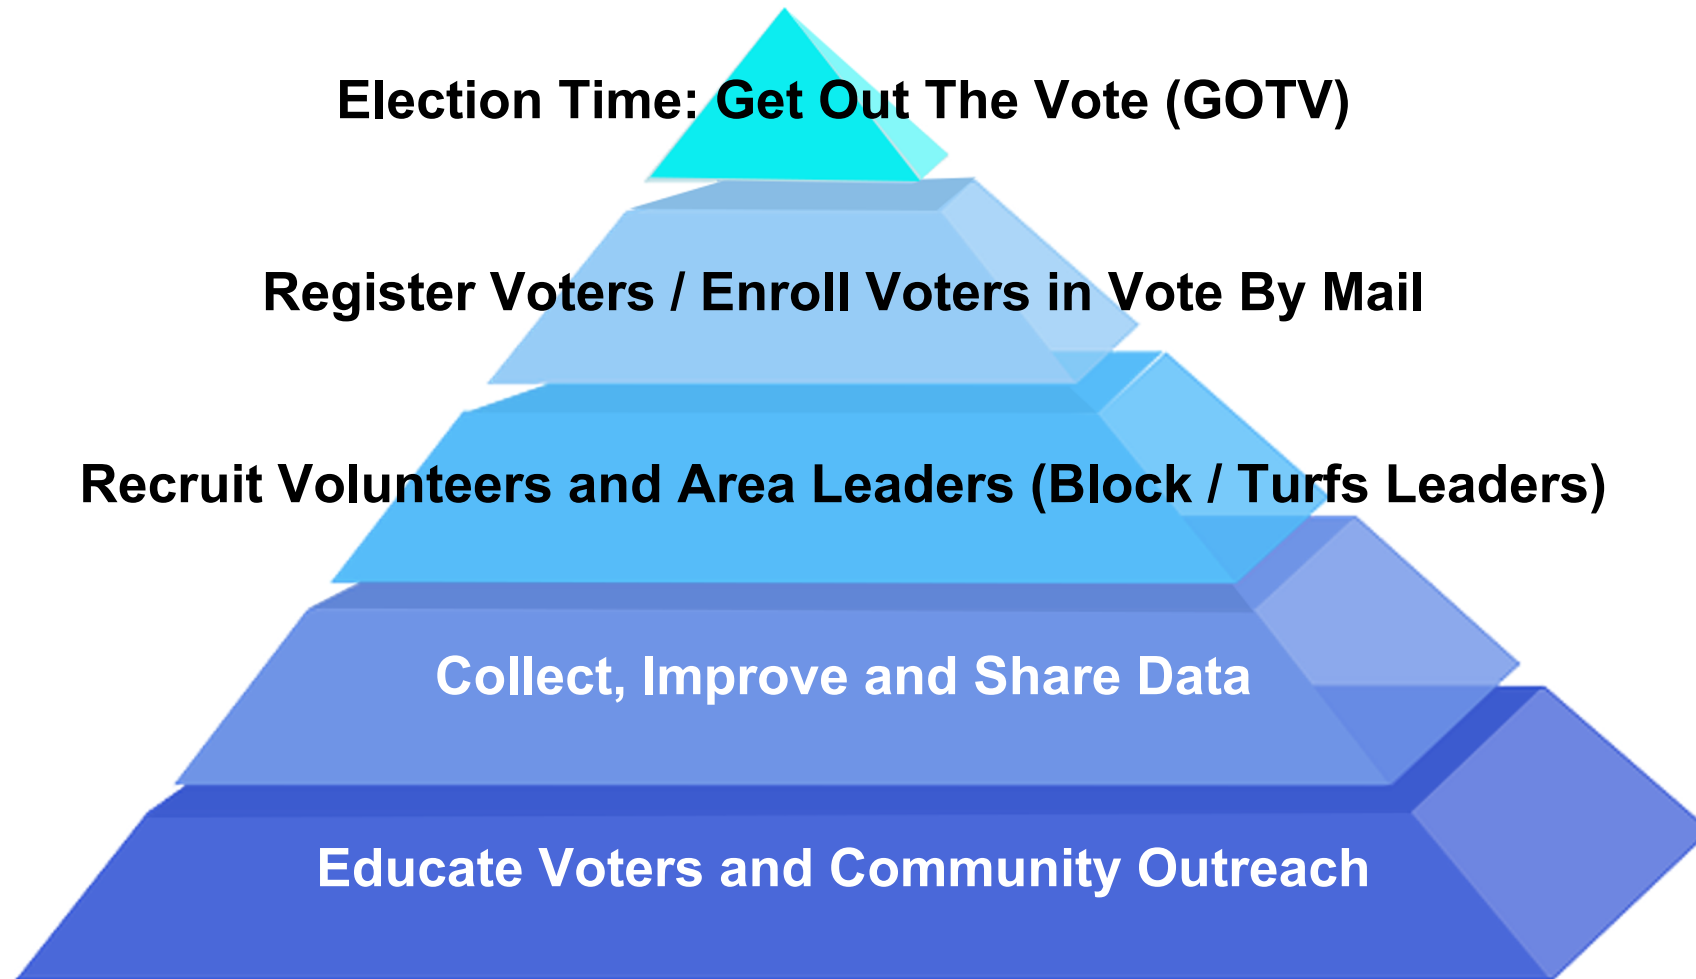 Election Time: Get Out The Vote (GOTV)
Register Voters / Enroll Voters in Vote By Mail
Recruit Volunteers and Area Leaders (Block / Turfs Leaders)
Collect, Improve and Share Data
Educate Voters and Community Outreach